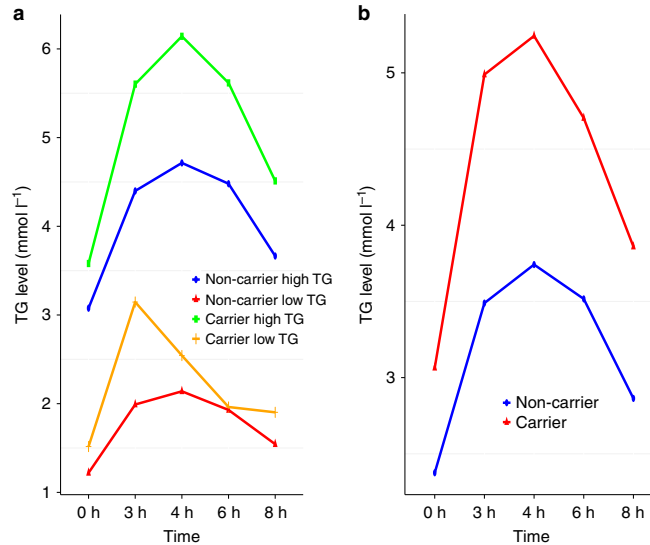 a
TG level (mmol l⁻¹)
6
5
4
3
2
1
Non-carrier high TG
Non-carrier low TG
Carrier high TG
Carrier low TG
0 h 3 h 4 h 6 h 8 h
Time
b
TG level (mmol l⁻¹)
5
4
3
Non-carrier
Carrier
0 h 3 h 4 h 6 h 8 h
Time